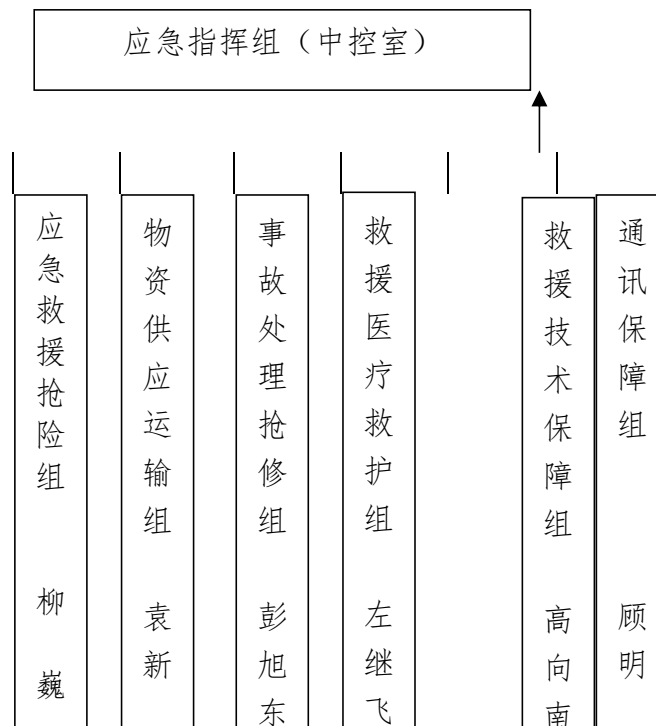 应急指挥组（中控室）
应急救援抢险组 柳巍
物资供应运输组 袁新
事故处理抢修组 彭旭东
救援医疗救护组 左继飞
救援技术保障组 高向南
通讯保障组 顾明